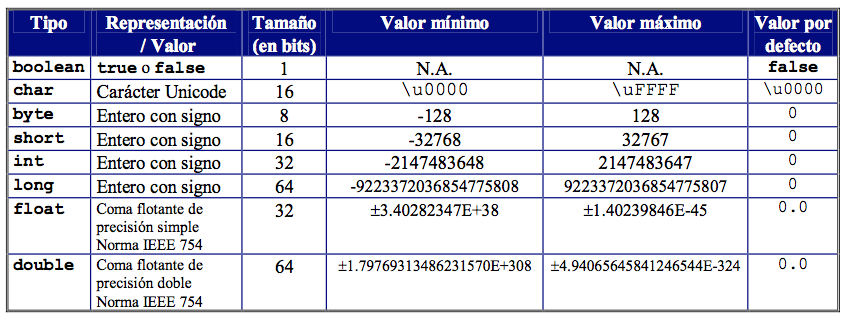 Tipo Representación / Valor Tamaño (en bits) Valor mínimo Valor máximo Valor por defecto
boolean true o false 1 N.A. N.A. false
char Carácter Unicode 16 \u0000 \uFFFF \u0000
byte Entero con signo 8 -128 128 0
short Entero con signo 16 -32768 32767 0
int Entero con signo 32 -2147483648 2147483647 0
long Entero con signo 64 -9223372036854775808 9223372036854775807 0
float Coma flotante de precisión simple Norma IEEE 754 32 ±3.40282347E+38 ±1.40239846E-45 0.0
double Coma flotante de precisión doble Norma IEEE 754 64 ±1.79769313486231570E+308 ±4.94065645841246544E-324 0.0